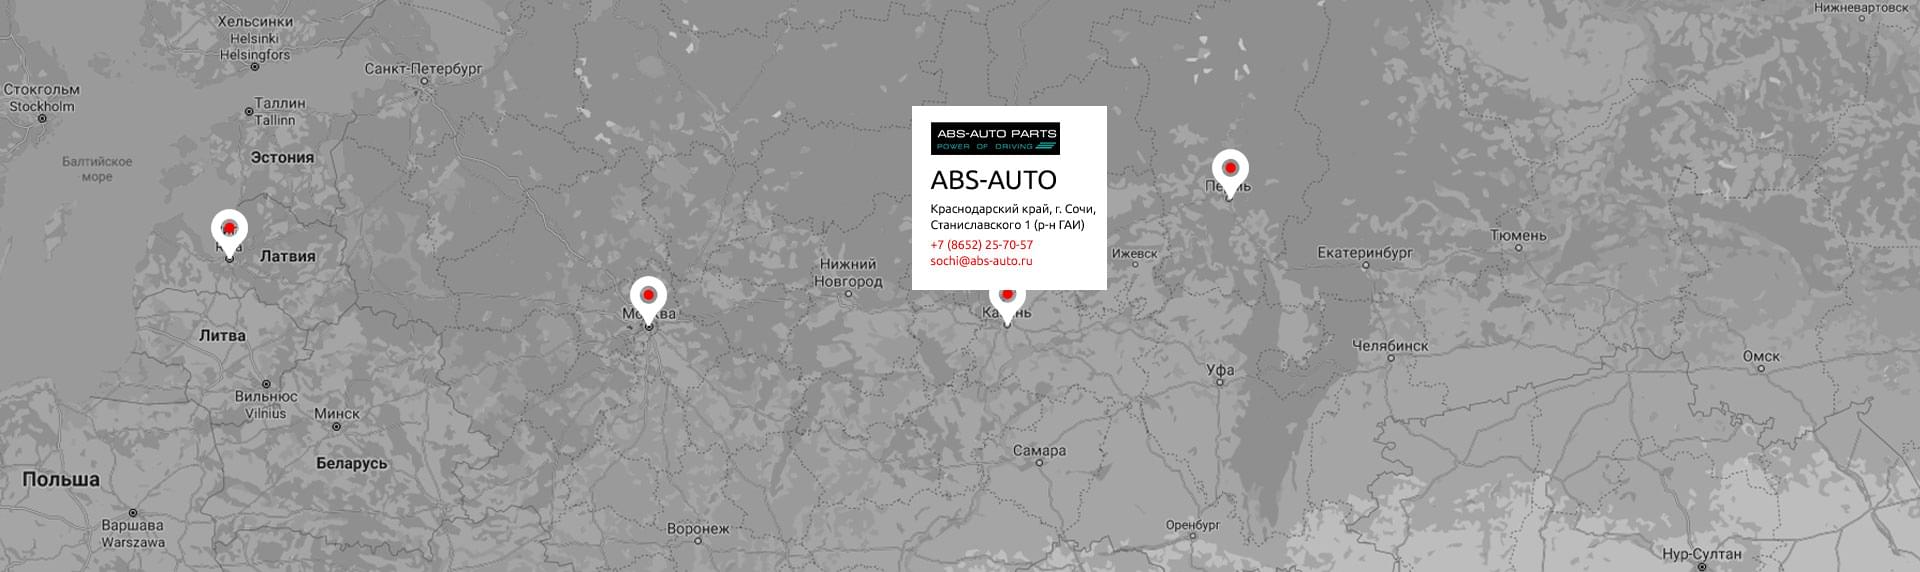 Хельсинки
Helsinki
Helsingfors
Нижневартовск
Санкт-Петербург
Стокгольм
Stockholm
Таллин
Tallinn
Эстония
Балтийское
море
ABS-AUTO PARTS
POWER OF DRIVING
ABS-AUTO
Краснодарский край, г. Сочи,
Станиславского 1 (р-н ГАИ)
+7 (8652) 25-70-57
sochi@abs-auto.ru
Латвия
Ижевск
Екатеринбург
Тюмень
Нижний
Новгород
Литва
Челябинск
Омск
Уфа
Вильнюс
Vilnius
Минск
Беларусь
Самара
Польша
Варшава
Warszawa
Воронеж
Оренбург
Нур-Султан